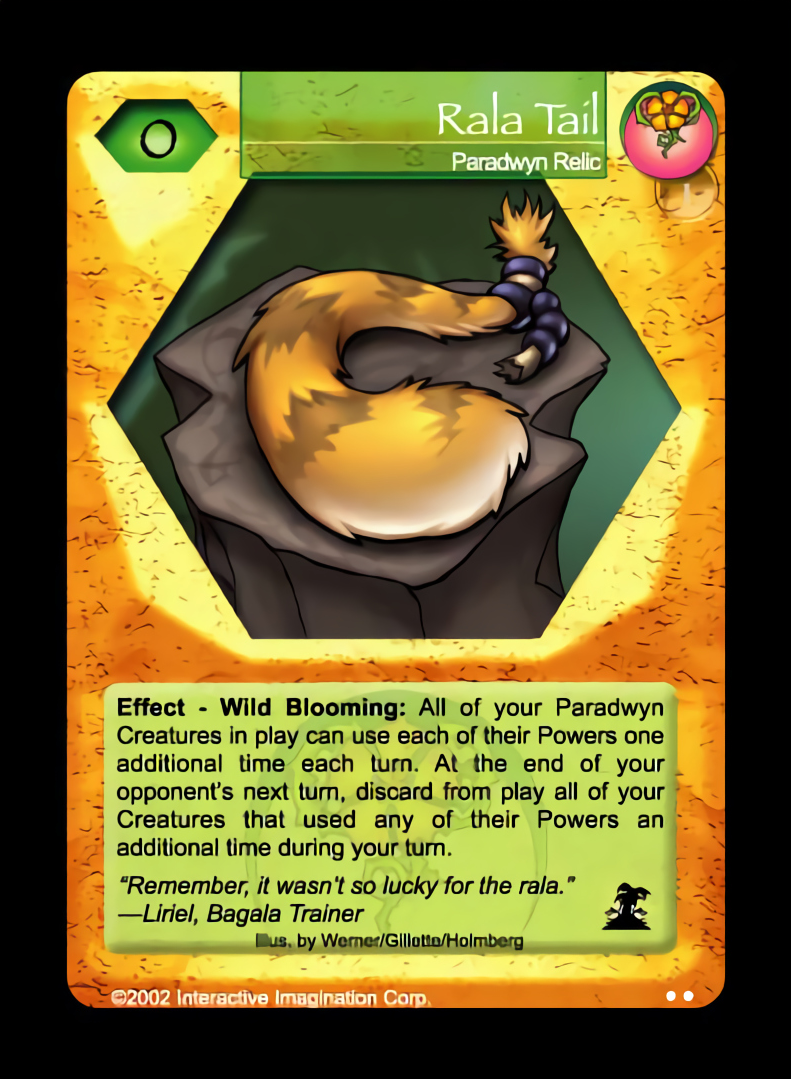 0
Rala Tail
Paradwyn Relic
Effect - Wild Blooming: All of your Paradwyn
Creatures in play can use each of their Powers one
additional time each turn. At the end of your
opponent's next turn, discard from play all of your
Creatures that used any of their Powers an
additional time during your turn.
"Remember, it wasn't so lucky for the rala."
—Liriel, Bagala Trainer
Illus. by Werner/Gillotte/Holmberg
©2002 Interactive Imagination Corp.